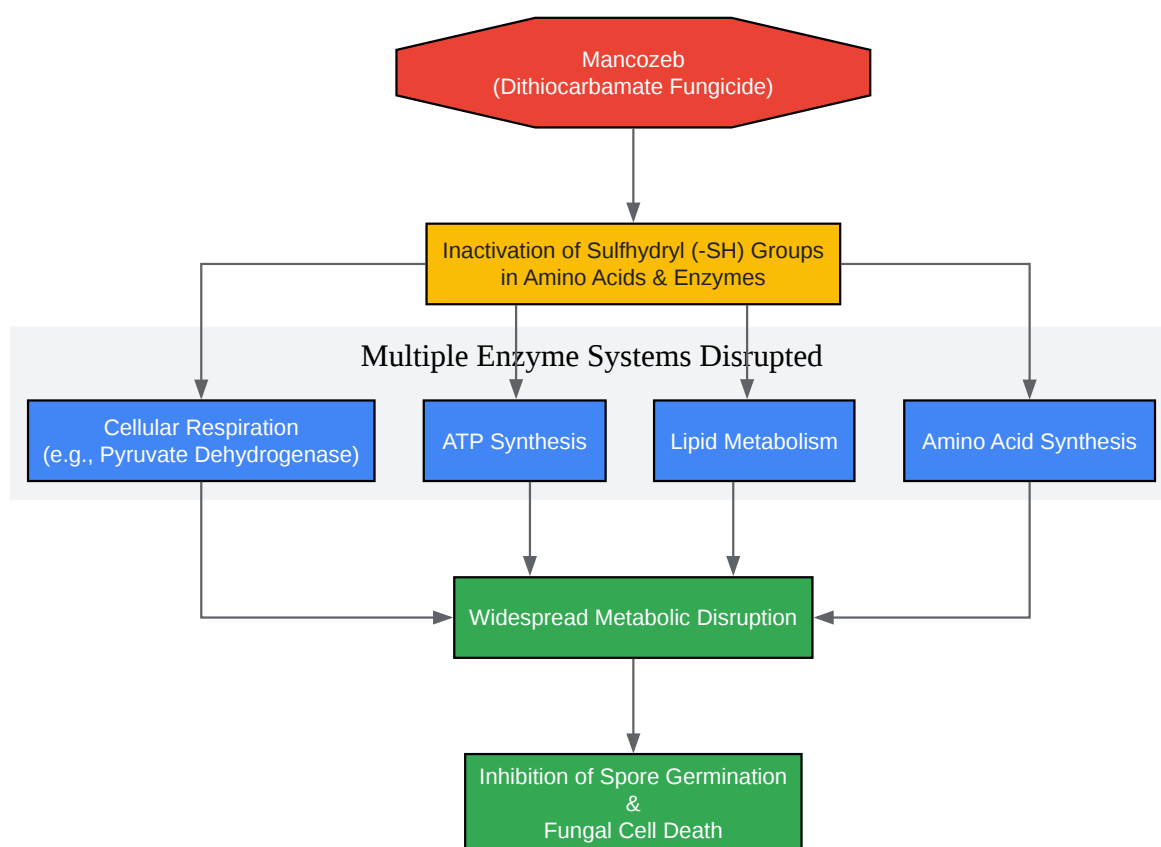 Mancozeb
(Dithiocarbamate Fungicide)
Inactivation of Sulfhydryl (-SH) Groups
in Amino Acids & Enzymes
Multiple Enzyme Systems Disrupted
Cellular Respiration
(e.g., Pyruvate Dehydrogenase)
ATP Synthesis
Lipid Metabolism
Amino Acid Synthesis
Widespread Metabolic Disruption
Inhibition of Spore Germination
&
Fungal Cell Death